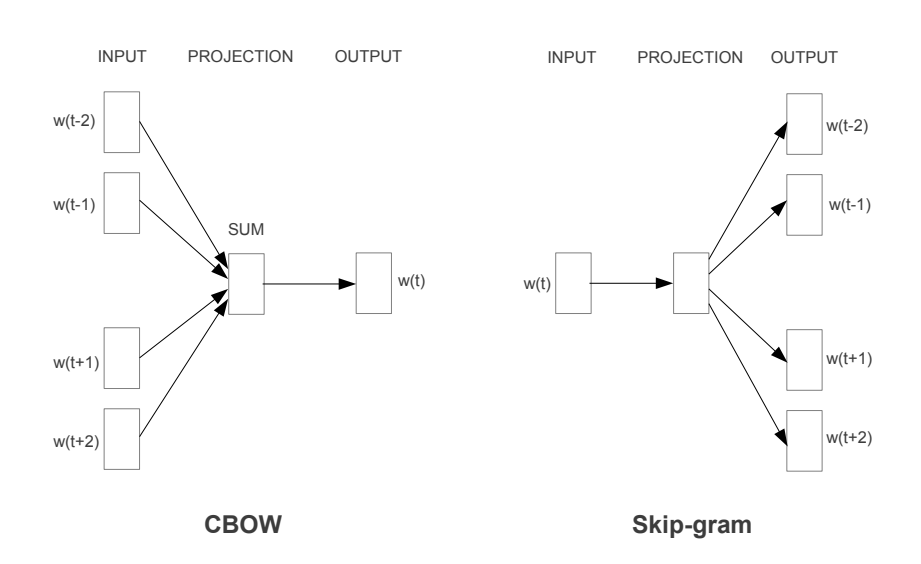 INPUT PROJECTION OUTPUT
w(t-2)
w(t-1)
SUM
w(t)
w(t+1)
w(t+2)
CBOW
INPUT PROJECTION OUTPUT
w(t-2)
w(t-1)
w(t)
w(t+1)
w(t+2)
Skip-gram